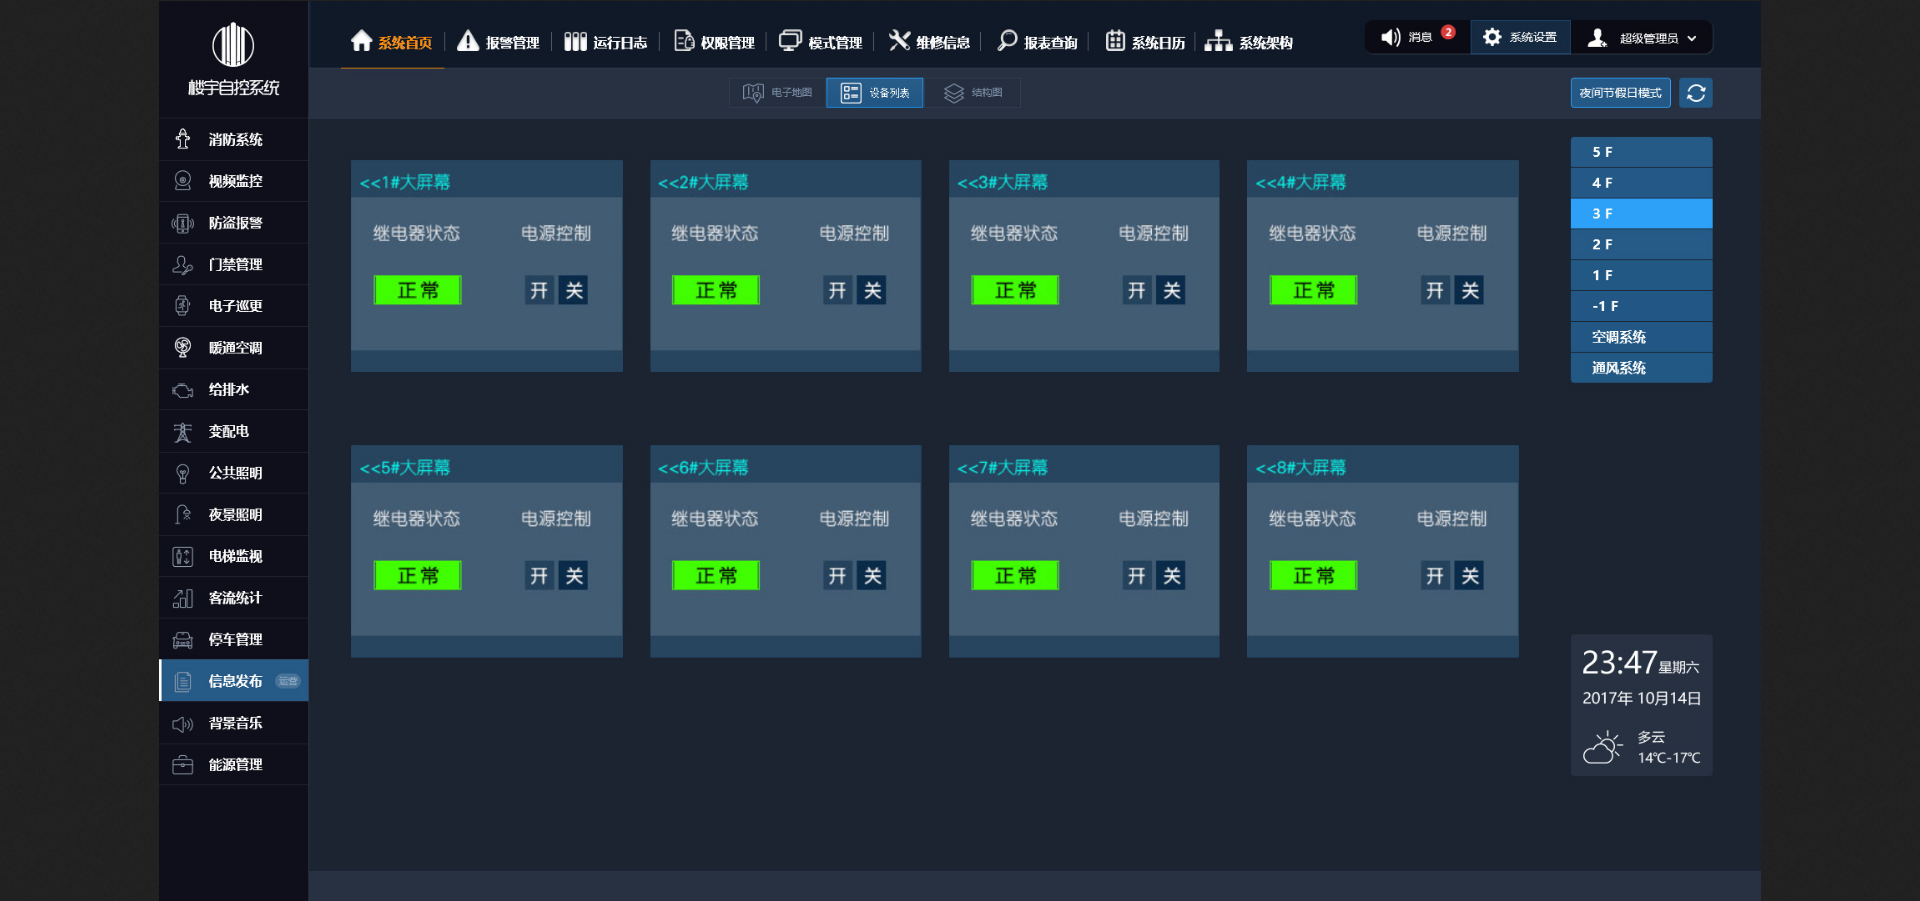 楼宇自控系统
系统首页
报警管理
运行日志
权限管理
模式管理
维修信息
报表查询
系统日历
系统架构
消息
2
系统设置
超级管理员
电子地图
设备列表
结构图
夜间节假日模式
消防系统
视频监控
防盗报警
门禁管理
电子巡更
暖通空调
给排水
变配电
公共照明
夜景照明
电梯监视
客流统计
停车管理
信息发布
运营
背景音乐
能源管理
<<1#大屏幕
继电器状态 电源控制
正常 开 关
<<2#大屏幕
继电器状态 电源控制
正常 开 关
<<3#大屏幕
继电器状态 电源控制
正常 开 关
<<4#大屏幕
继电器状态 电源控制
正常 开 关
<<5#大屏幕
继电器状态 电源控制
正常 开 关
<<6#大屏幕
继电器状态 电源控制
正常 开 关
<<7#大屏幕
继电器状态 电源控制
正常 开 关
<<8#大屏幕
继电器状态 电源控制
正常 开 关
5 F
4 F
3 F
2 F
1 F
-1 F
空调系统
通风系统
23:47星期六
2017年 10月14日
多云
14℃-17℃